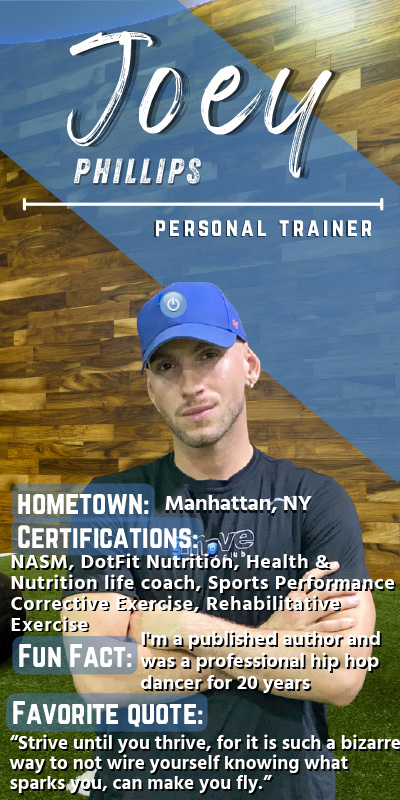 Joey
PHILLIPS
PERSONAL TRAINER
HOMETOWN: Manhattan, NY
CERTIFICATIONS:
NASM, DotFit Nutrition, Health &
Nutrition life coach, Sports Performance
Corrective Exercise, Rehabilitative
Exercise
FUN FACT: I'm a published author and
was a professional hip hop
dancer for 20 years
FAVORITE QUOTE:
“Strive until you thrive, for it is such a bizarre
way to not wire yourself knowing what
sparks you, can make you fly.”